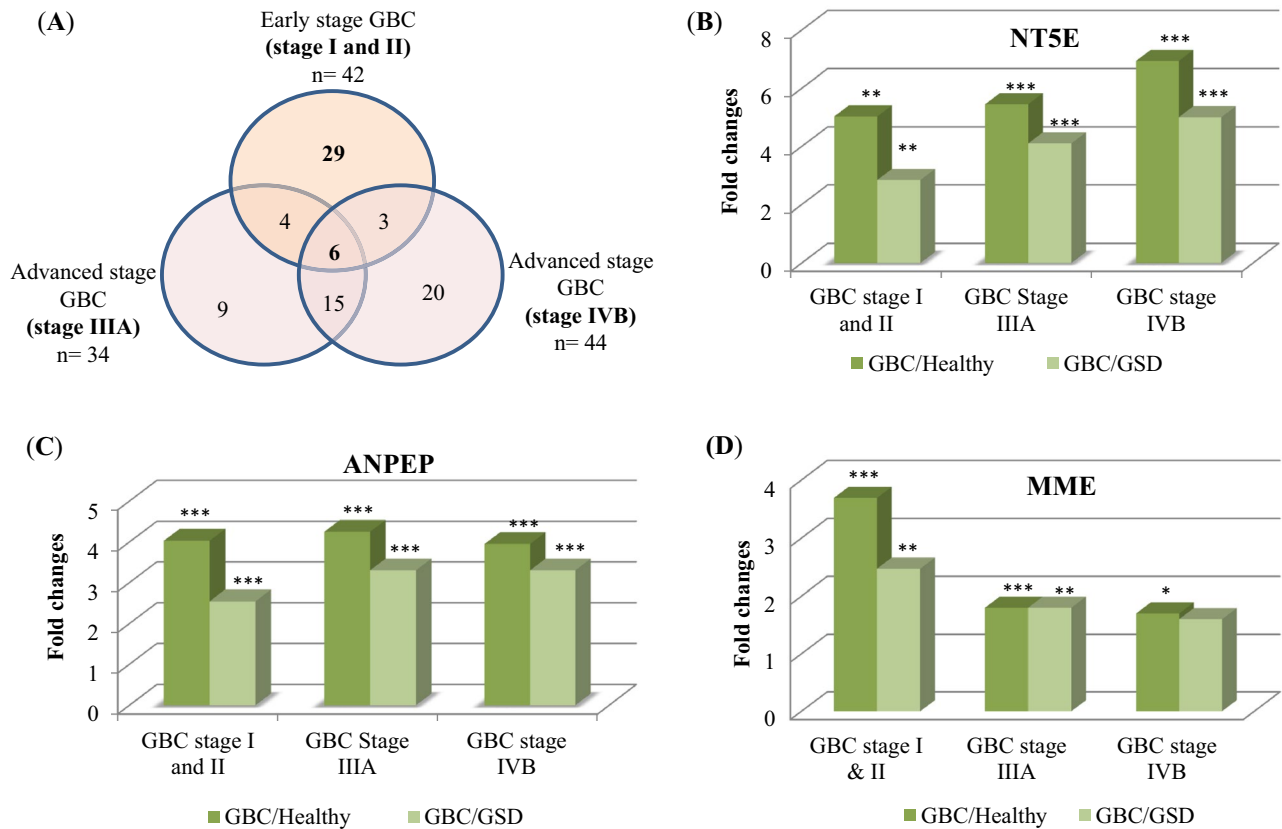 (A)
Early stage GBC
(stage I and II)
n= 42
29
4
3
6
9
15
20
Advanced stage
GBC
(stage IIIA)
n= 34
Advanced stage
GBC
(stage IVB)
n= 44
(B)
NT5E
Fold changes
8
6
4
2
0
** ** *** *** *** ***
GBC stage I
and II
GBC Stage
IIIA
GBC stage
IVB
GBC/Healthy GBC/GSD
(C)
ANPEP
Fold changes
5
4
3
2
1
0
*** *** *** *** *** ***
GBC stage I
and II
GBC Stage
IIIA
GBC stage
IVB
GBC/Healthy GBC/GSD
(D)
MME
Fold changes
4
3
2
1
0
*** ** *** ** *
GBC stage I
& II
GBC stage
IIIA
GBC stage
IVB
GBC/Healthy GBC/GSD